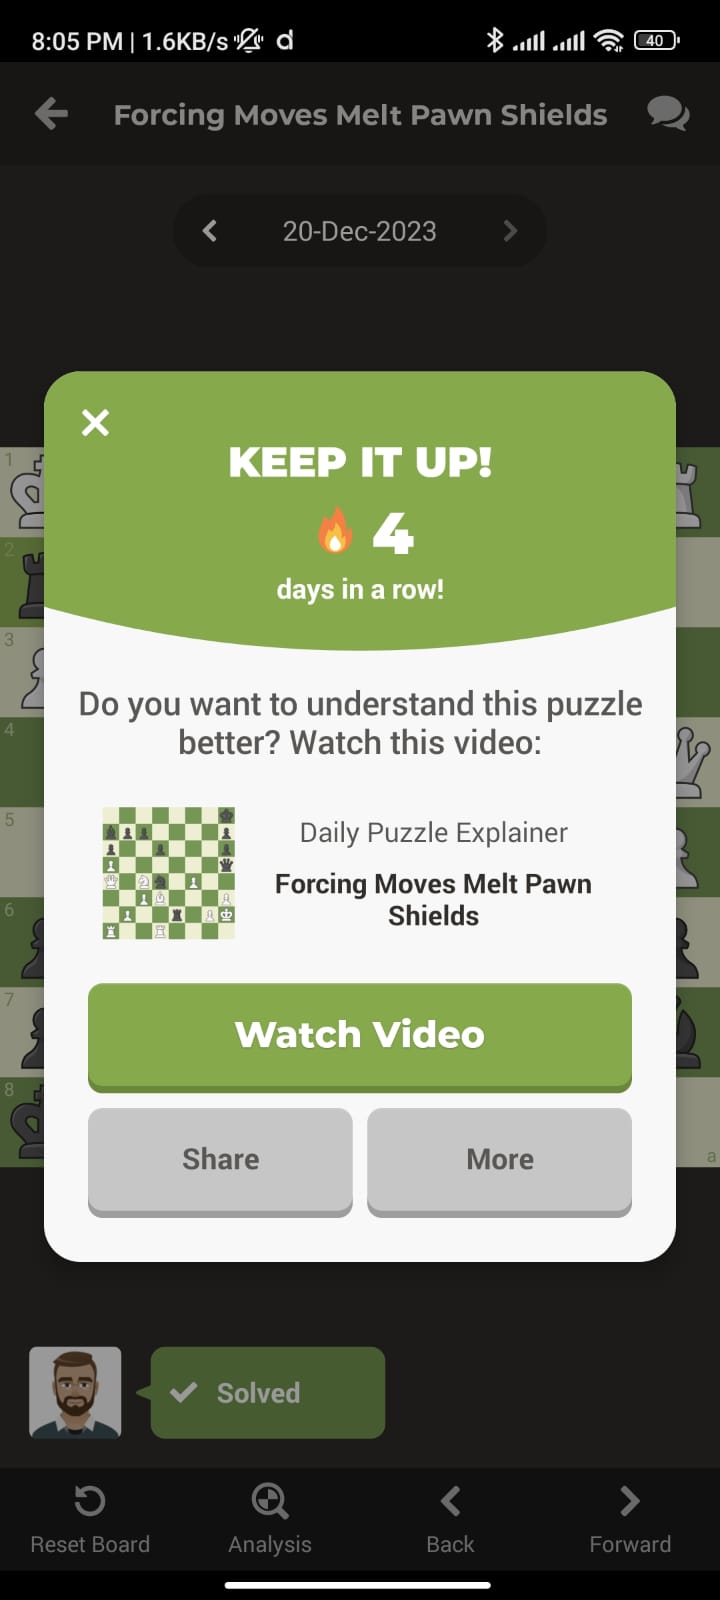 8:05 PM | 1.6KB/s d 40
Forcing Moves Melt Pawn Shields
20-Dec-2023
KEEP IT UP!
4
days in a row!
1
2
3
4
5
6
7
8
a
Do you want to understand this puzzle
better? Watch this video:
Daily Puzzle Explainer
Forcing Moves Melt Pawn
Shields
Watch Video
Share More
Solved
Reset Board Analysis Back Forward